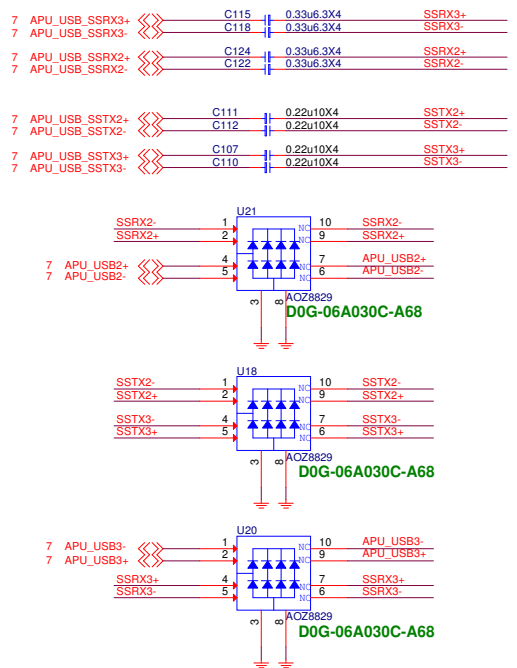 7 APU_USB_SSRX3+ C115 0.33u6.3X4 SSRX3+
7 APU_USB_SSRX3- C118 0.33u6.3X4 SSRX3-
7 APU_USB_SSRX2+ C124 0.33u6.3X4 SSRX2+
7 APU_USB_SSRX2- C122 0.33u6.3X4 SSRX2-
7 APU_USB_SSTX2+ C111 0.22u10X4 SSTX2+
7 APU_USB_SSTX2- C112 0.22u10X4 SSTX2-
7 APU_USB_SSTX3+ C107 0.22u10X4 SSTX3+
7 APU_USB_SSTX3- C110 0.22u10X4 SSTX3-
U21
SSRX2- 1 10 NC SSRX2-
SSRX2+ 2 9 NC SSRX2+
7 APU_USB2+ 4 7 NC APU_USB2+
7 APU_USB2- 5 6 NC APU_USB2-
3 8 AOZ8829
D0G-06A030C-A68
U18
SSTX2- 1 10 NC SSTX2-
SSTX2+ 2 9 NC SSTX2+
SSTX3- 4 7 NC SSTX3-
SSTX3+ 5 6 NC SSTX3+
3 8 AOZ8829
D0G-06A030C-A68
U20
7 APU_USB3- 1 10 NC APU_USB3-
7 APU_USB3+ 2 9 NC APU_USB3+
SSRX3+ 4 7 NC SSRX3+
SSRX3- 5 6 NC SSRX3-
3 8 AOZ8829
D0G-06A030C-A68